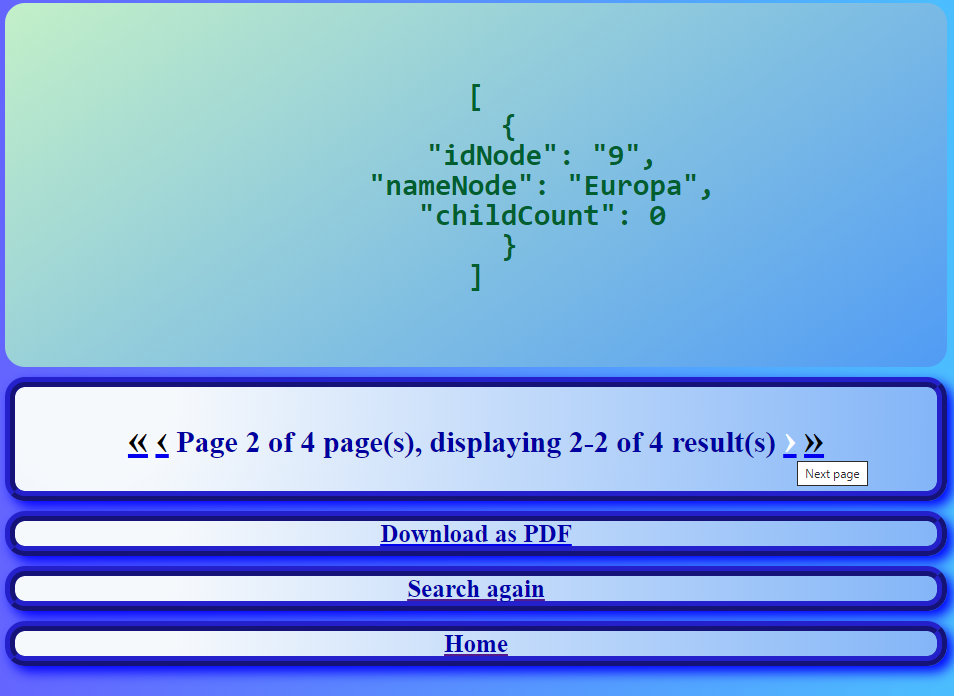 [
{
"idNode": "9",
"nameNode": "Europa",
"childCount": 0
}
]
« ‹ Page 2 of 4 page(s), displaying 2-2 of 4 result(s) › »
Next page
Download as PDF
Search again
Home